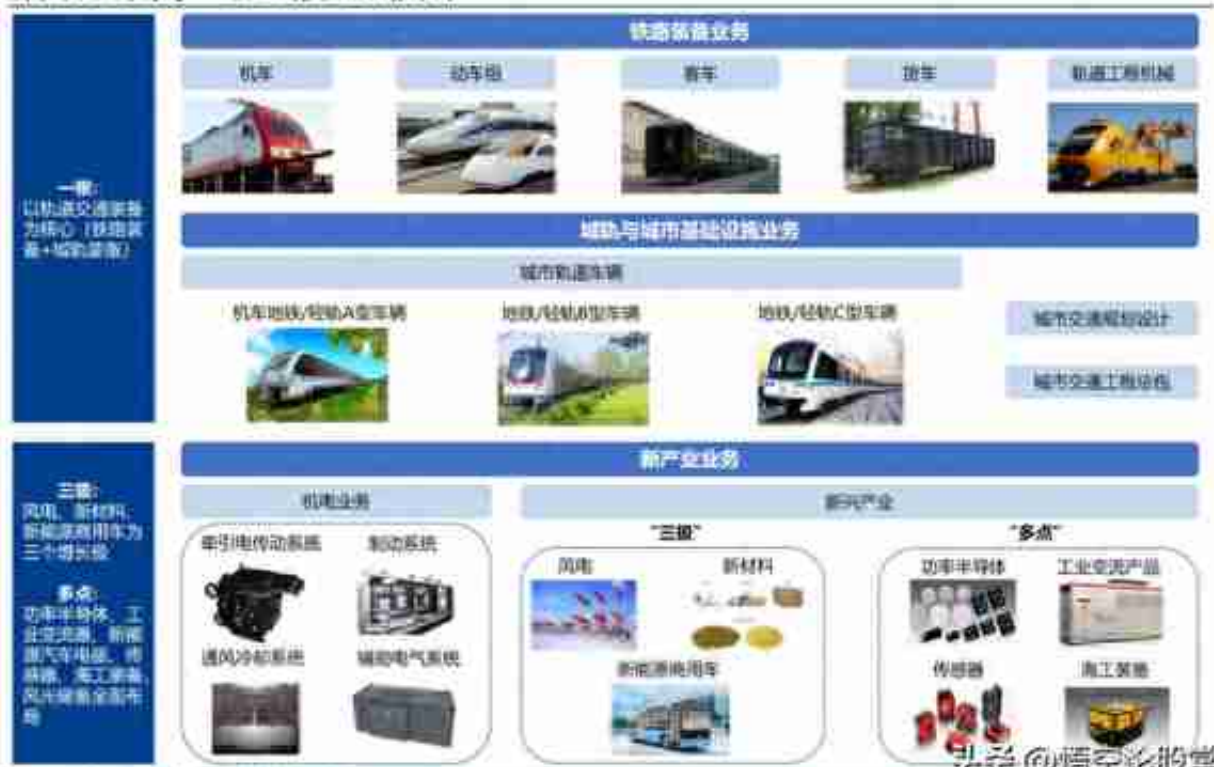 铁路装备业务
机车
动车组
客车
货车
轨道工程机械
一核:
以轨道交通装备
为核心（铁路装
备+城轨装备）
城轨与城市基础设施业务
城市轨道车辆
机车地铁/轻轨A型车辆
地铁/轻轨B型车辆
地铁/轻轨C型车辆
城市交通规划设计
城市交通工程总包
三极:
风电、新材料、
新能源商用车为
三个增长极
多点:
功率半导体、工
业变流器、新能
源汽车电驱、传
感器、海工装备、
新产业业务
机电业务
牵引电传动系统
制动系统
通风冷却系统
辅助电气系统
新兴产业
“三极”
风电
新材料
新能源商用车
“多点”
功率半导体
工业变流产品
传感器
海工装备
头条 @悟空论股堂